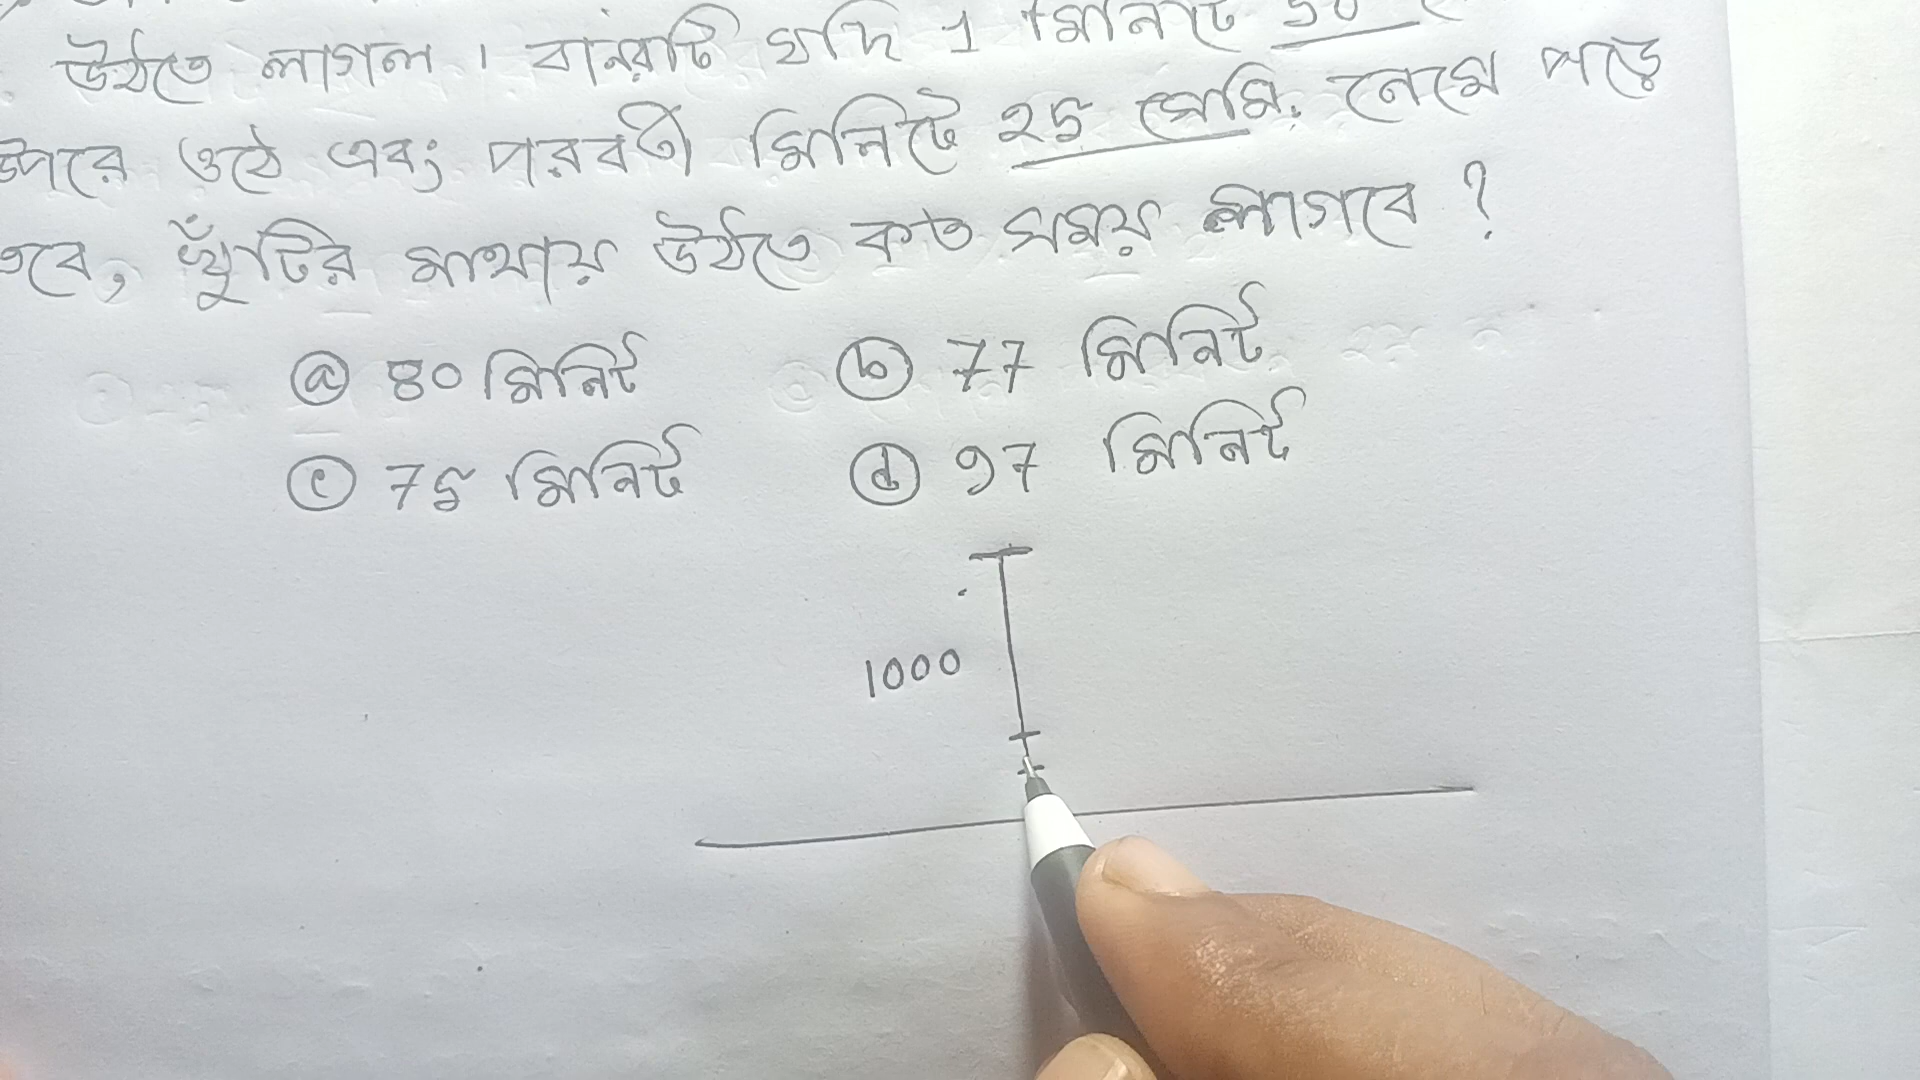 উঠতে লাগল । বানরটি যদি 1 মিনিটে 50
উপরে ওঠে এবং পরবর্তী মিনিটে 25 সেমি. নেমে পড়ে
তবে, খুঁটির মাথায় উঠতে কত সময় লাগবে ?
ⓐ 80 মিনিট ⓑ 77 মিনিট
ⓒ 75 মিনিট ⓓ 97 মিনিট
1000